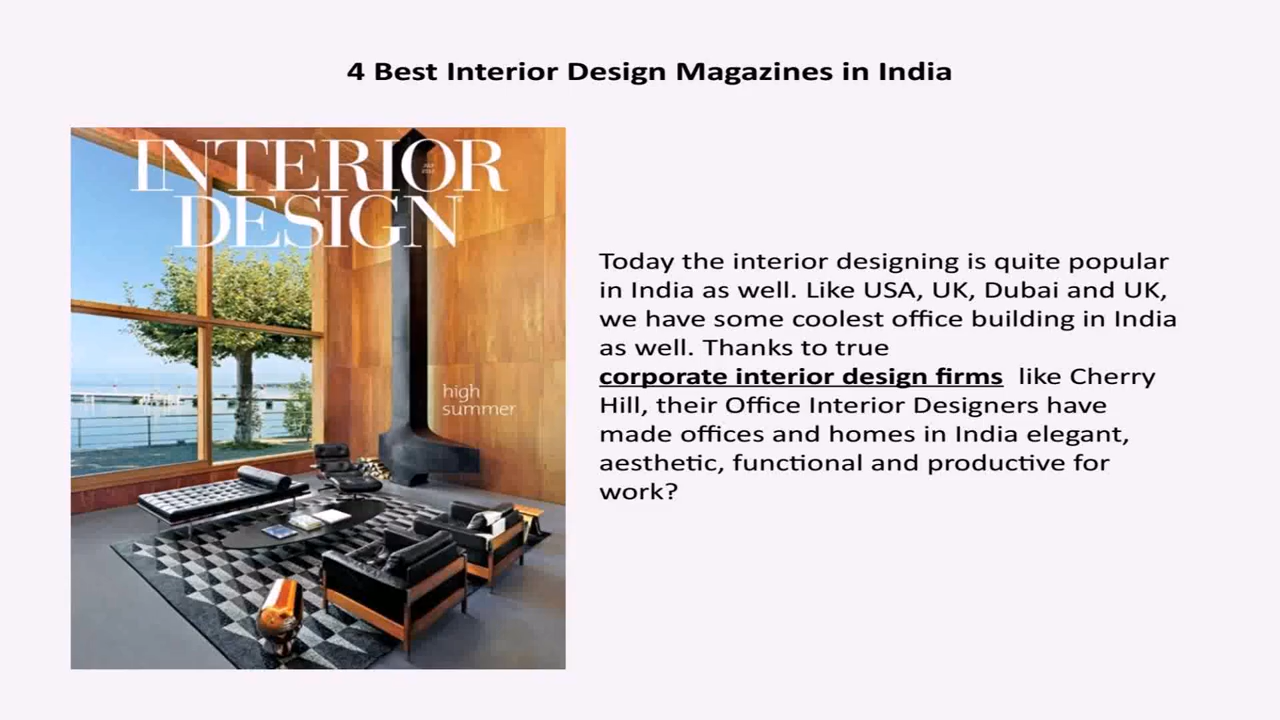 4 Best Interior Design Magazines in India
INTERIOR
DESIGN
high
summer
Today the interior designing is quite popular
in India as well. Like USA, UK, Dubai and UK,
we have some coolest office building in India
as well. Thanks to true
corporate interior design firms  like Cherry
Hill, their Office Interior Designers have
made offices and homes in India elegant,
aesthetic, functional and productive for
work?